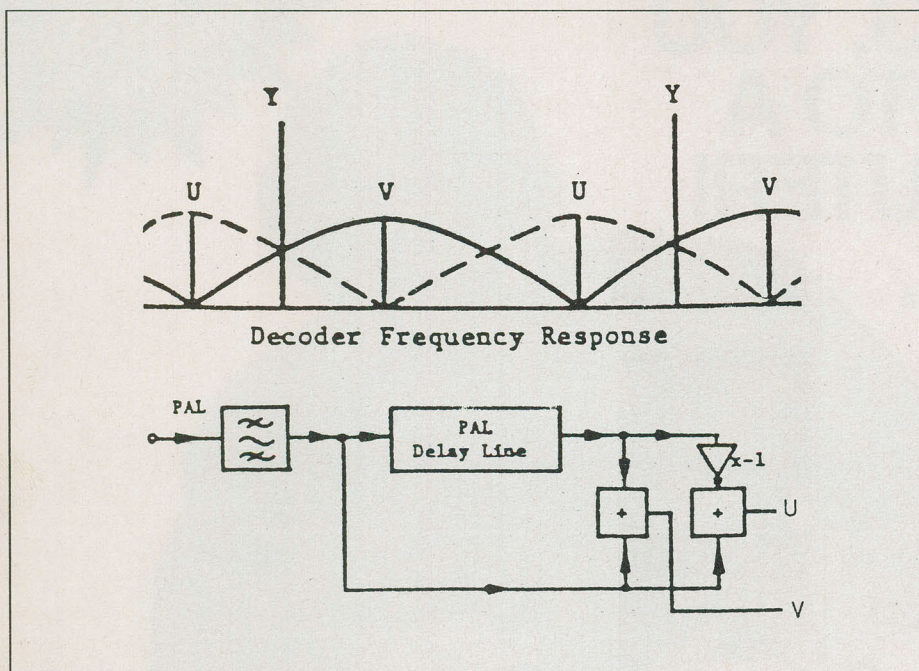 Y Y
U V U V
Decoder Frequency Response
PAL
PAL
Delay Line
x-1
+ + U
V